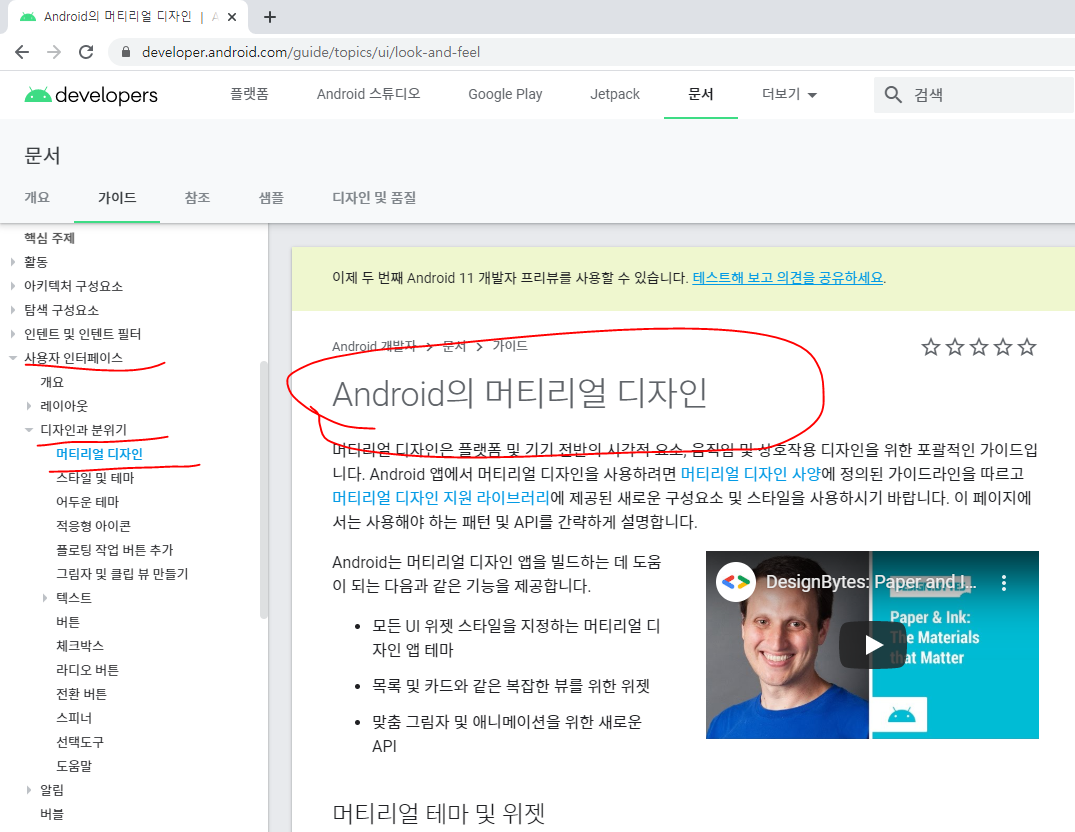 Android의 머티리얼 디자인 | A
developer.android.com/guide/topics/ui/look-and-feel
developers 플랫폼 Android 스튜디오 Google Play Jetpack 문서 더보기 검색
문서
개요 가이드 참조 샘플 디자인 및 품질
핵심 주제
활동
아키텍처 구성요소
탐색 구성요소
인텐트 및 인텐트 필터
사용자 인터페이스
개요
레이아웃
디자인과 분위기
머티리얼 디자인
스타일 및 테마
어두운 테마
적응형 아이콘
플로팅 작업 버튼 추가
그림자 및 클립 뷰 만들기
텍스트
버튼
체크박스
라디오 버튼
전환 버튼
스피너
선택도구
도움말
알림
버블
이제 두 번째 Android 11 개발자 프리뷰를 사용할 수 있습니다. 테스트해 보고 의견을 공유하세요.
Android 개발자 > 문서 > 가이드
Android의 머티리얼 디자인
머티리얼 디자인은 플랫폼 및 기기 전반의 시각적 요소, 움직임 및 상호작용 디자인을 위한 포괄적인 가이드입
니다. Android 앱에서 머티리얼 디자인을 사용하려면 머티리얼 디자인 사양에 정의된 가이드라인을 따르고
머티리얼 디자인 지원 라이브러리에 제공된 새로운 구성요소 및 스타일을 사용하시기 바랍니다. 이 페이지에
서는 사용해야 하는 패턴 및 API를 간략하게 설명합니다.
Android는 머티리얼 디자인 앱을 빌드하는 데 도움
이 되는 다음과 같은 기능을 제공합니다.
• 모든 UI 위젯 스타일을 지정하는 머티리얼 디
자인 앱 테마
• 목록 및 카드와 같은 복잡한 뷰를 위한 위젯
• 맞춤 그림자 및 애니메이션을 위한 새로운
API
DesignBytes: Paper and I...
Paper & Ink:
The Materials
that Matter
머티리얼 테마 및 위젯